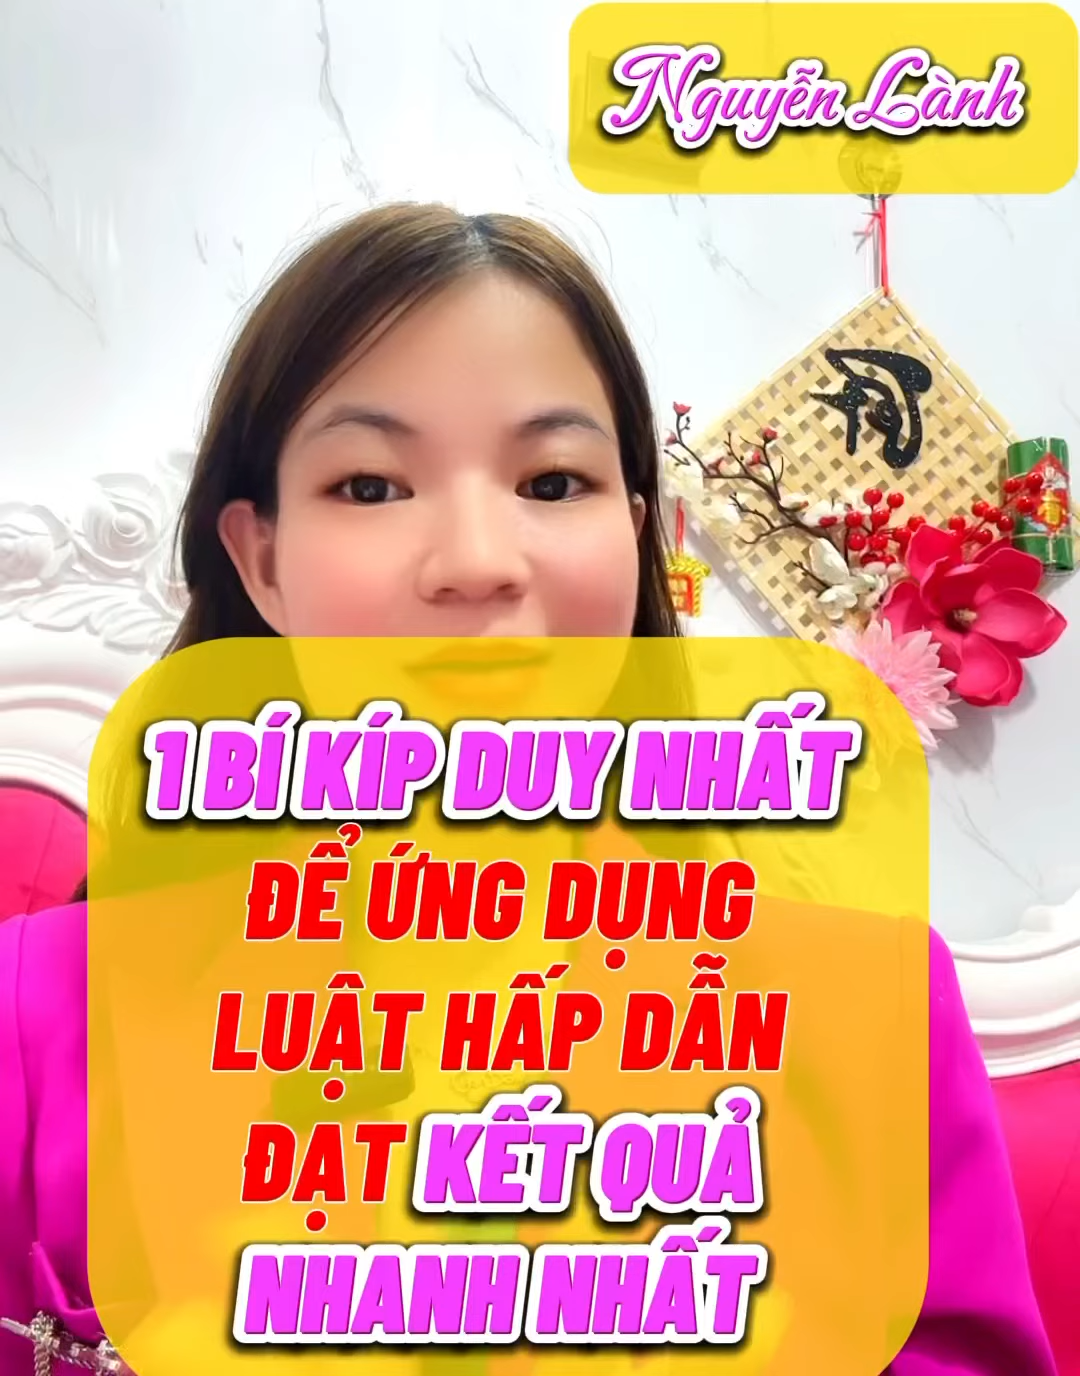 Nguyễn Lành
1 BÍ KÍP DUY NHẤT
ĐỂ ỨNG DỤNG
LUẬT HẤP DẪN
ĐẠT KẾT QUẢ
NHANH NHẤT